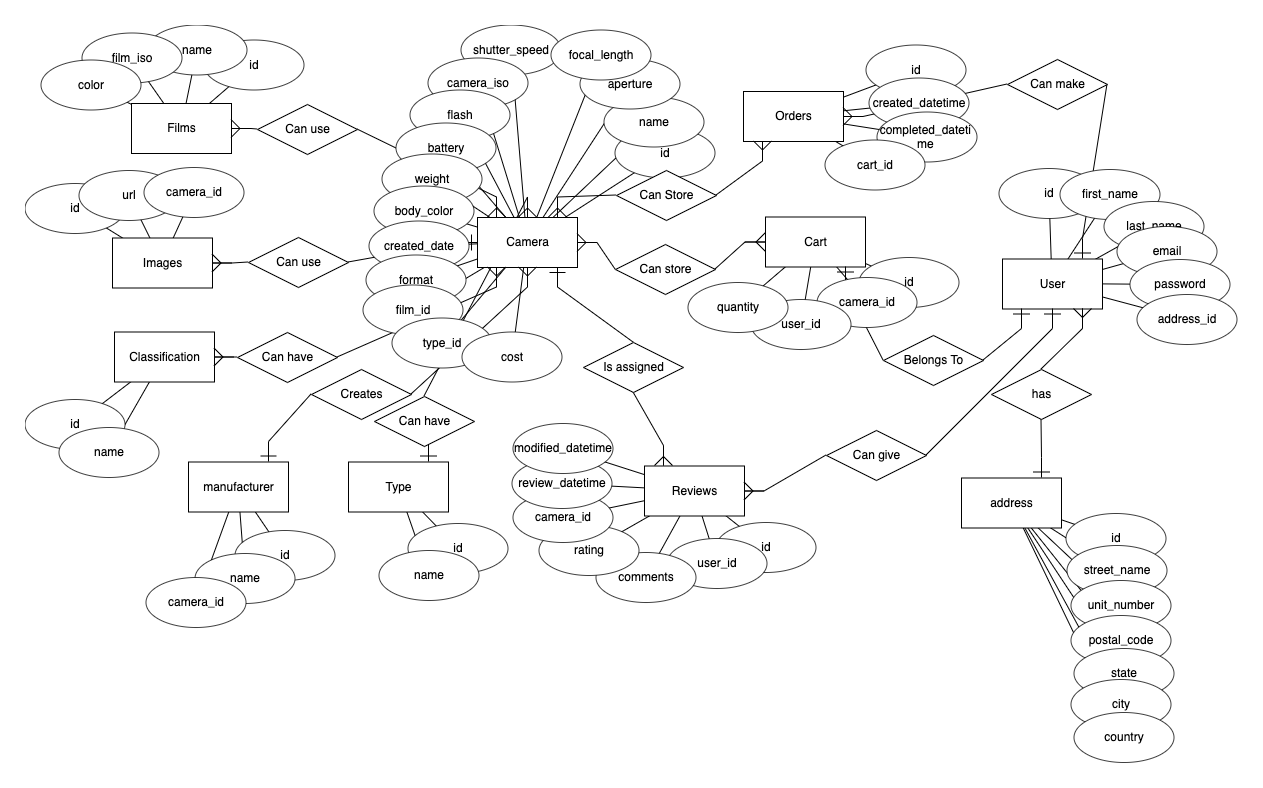 shutter_speed
focal_length
name
film_iso
id
color
camera_iso
aperture
id
Can make
created_datetime
Films
Can use
flash
name
Orders
completed_dateti
me
battery
id
cart_id
weight
Can Store
id
url
camera_id
id
first_name
body_color
last_name
created_date
Camera
Cart
email
Images
Can use
format
Can store
id
User
password
film_id
quantity
camera_id
user_id
address_id
type_id
cost
Classification
Can have
Is assigned
Belongs To
Creates
has
id
name
Can have
modified_datetime
Can give
manufacturer
Type
review_datetime
Reviews
address
camera_id
id
name
camera_id
id
name
rating
comments
user_id
id
id
street_name
unit_number
postal_code
state
city
country